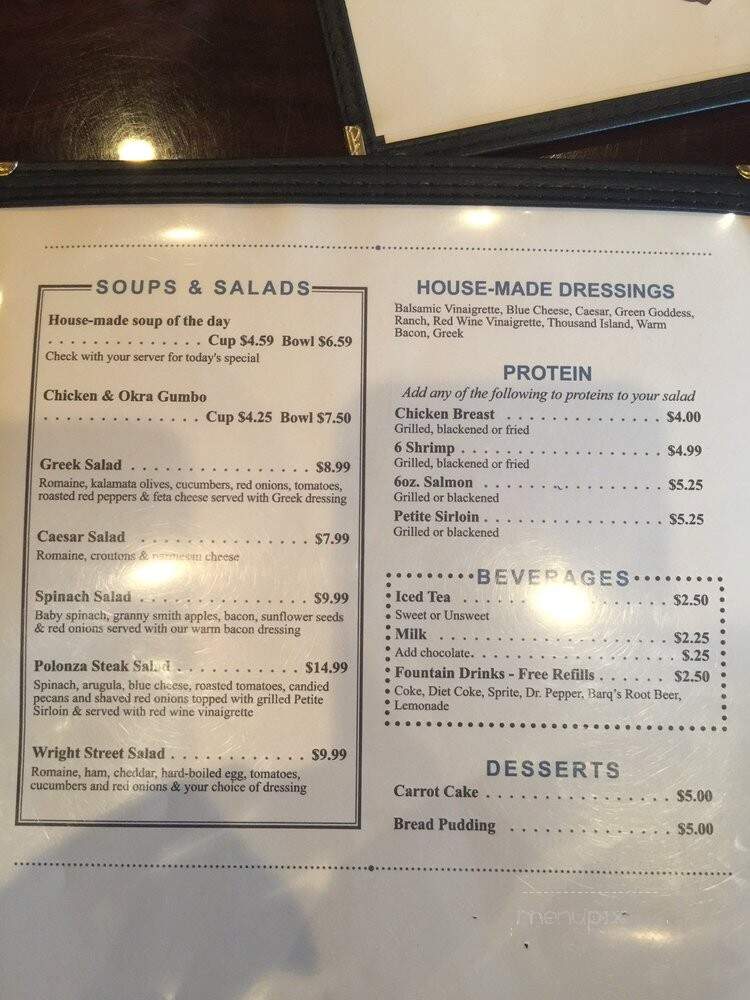 SOUPS & SALADS
House-made soup of the day
. . . . . . . . . . . . . . Cup $4.59 Bowl $6.59
Check with your server for today's special
Chicken & Okra Gumbo
. . . . . . . . . . . . . . Cup $4.25 Bowl $7.50
Greek Salad . . . . . . . . . . . . . . . . $8.99
Romaine, kalamata olives, cucumbers, red onions, tomatoes,
roasted red peppers & feta cheese served with Greek dressing
Caesar Salad . . . . . . . . . . . . . . . $7.99
Romaine, croutons & cheese
Spinach Salad . . . . . . . . . . . . . . . $9.99
Baby spinach, granny smith apples, bacon, sunflower seeds
& red onions served with our warm bacon dressing
Polonza Steak Salad . . . . . . . . . . . $14.99
Spinach, arugula, blue cheese, roasted tomatoes, candied
pecans and shaved red onions topped with grilled Petite
Sirloin & served with red wine vinaigrette
Wright Street Salad . . . . . . . . . . . . $9.99
Romaine, ham, cheddar, hard-boiled egg, tomatoes,
cucumbers and red onions & your choice of dressing
HOUSE-MADE DRESSINGS
Balsamic Vinaigrette, Blue Cheese, Caesar, Green Goddess,
Ranch, Red Wine Vinaigrette, Thousand Island, Warm
Bacon, Greek
PROTEIN
Add any of the following to proteins to your salad
Chicken Breast . . . . . . . . . . . . . . $4.00
Grilled, blackened or fried
6 Shrimp . . . . . . . . . . . . . . . . . . $4.99
Grilled, blackened or fried
6oz. Salmon . . . . . . . . . . . . . . . . $5.25
Grilled or blackened
Petite Sirloin . . . . . . . . . . . . . . . . $5.25
Grilled or blackened
BEVERAGES
Iced Tea . . . . . . . . . . . . . . . . . . $2.50
Sweet or Unsweet
Milk . . . . . . . . . . . . . . . . . . . . $2.25
Add chocolate. . . . . . . . . . . . . . . . . $.25
Fountain Drinks - Free Refills . . . . . . $2.50
Coke, Diet Coke, Sprite, Dr. Pepper, Barq's Root Beer,
Lemonade
DESSERTS
Carrot Cake . . . . . . . . . . . . . . . . $5.00
Bread Pudding . . . . . . . . . . . . . . $5.00
menupix